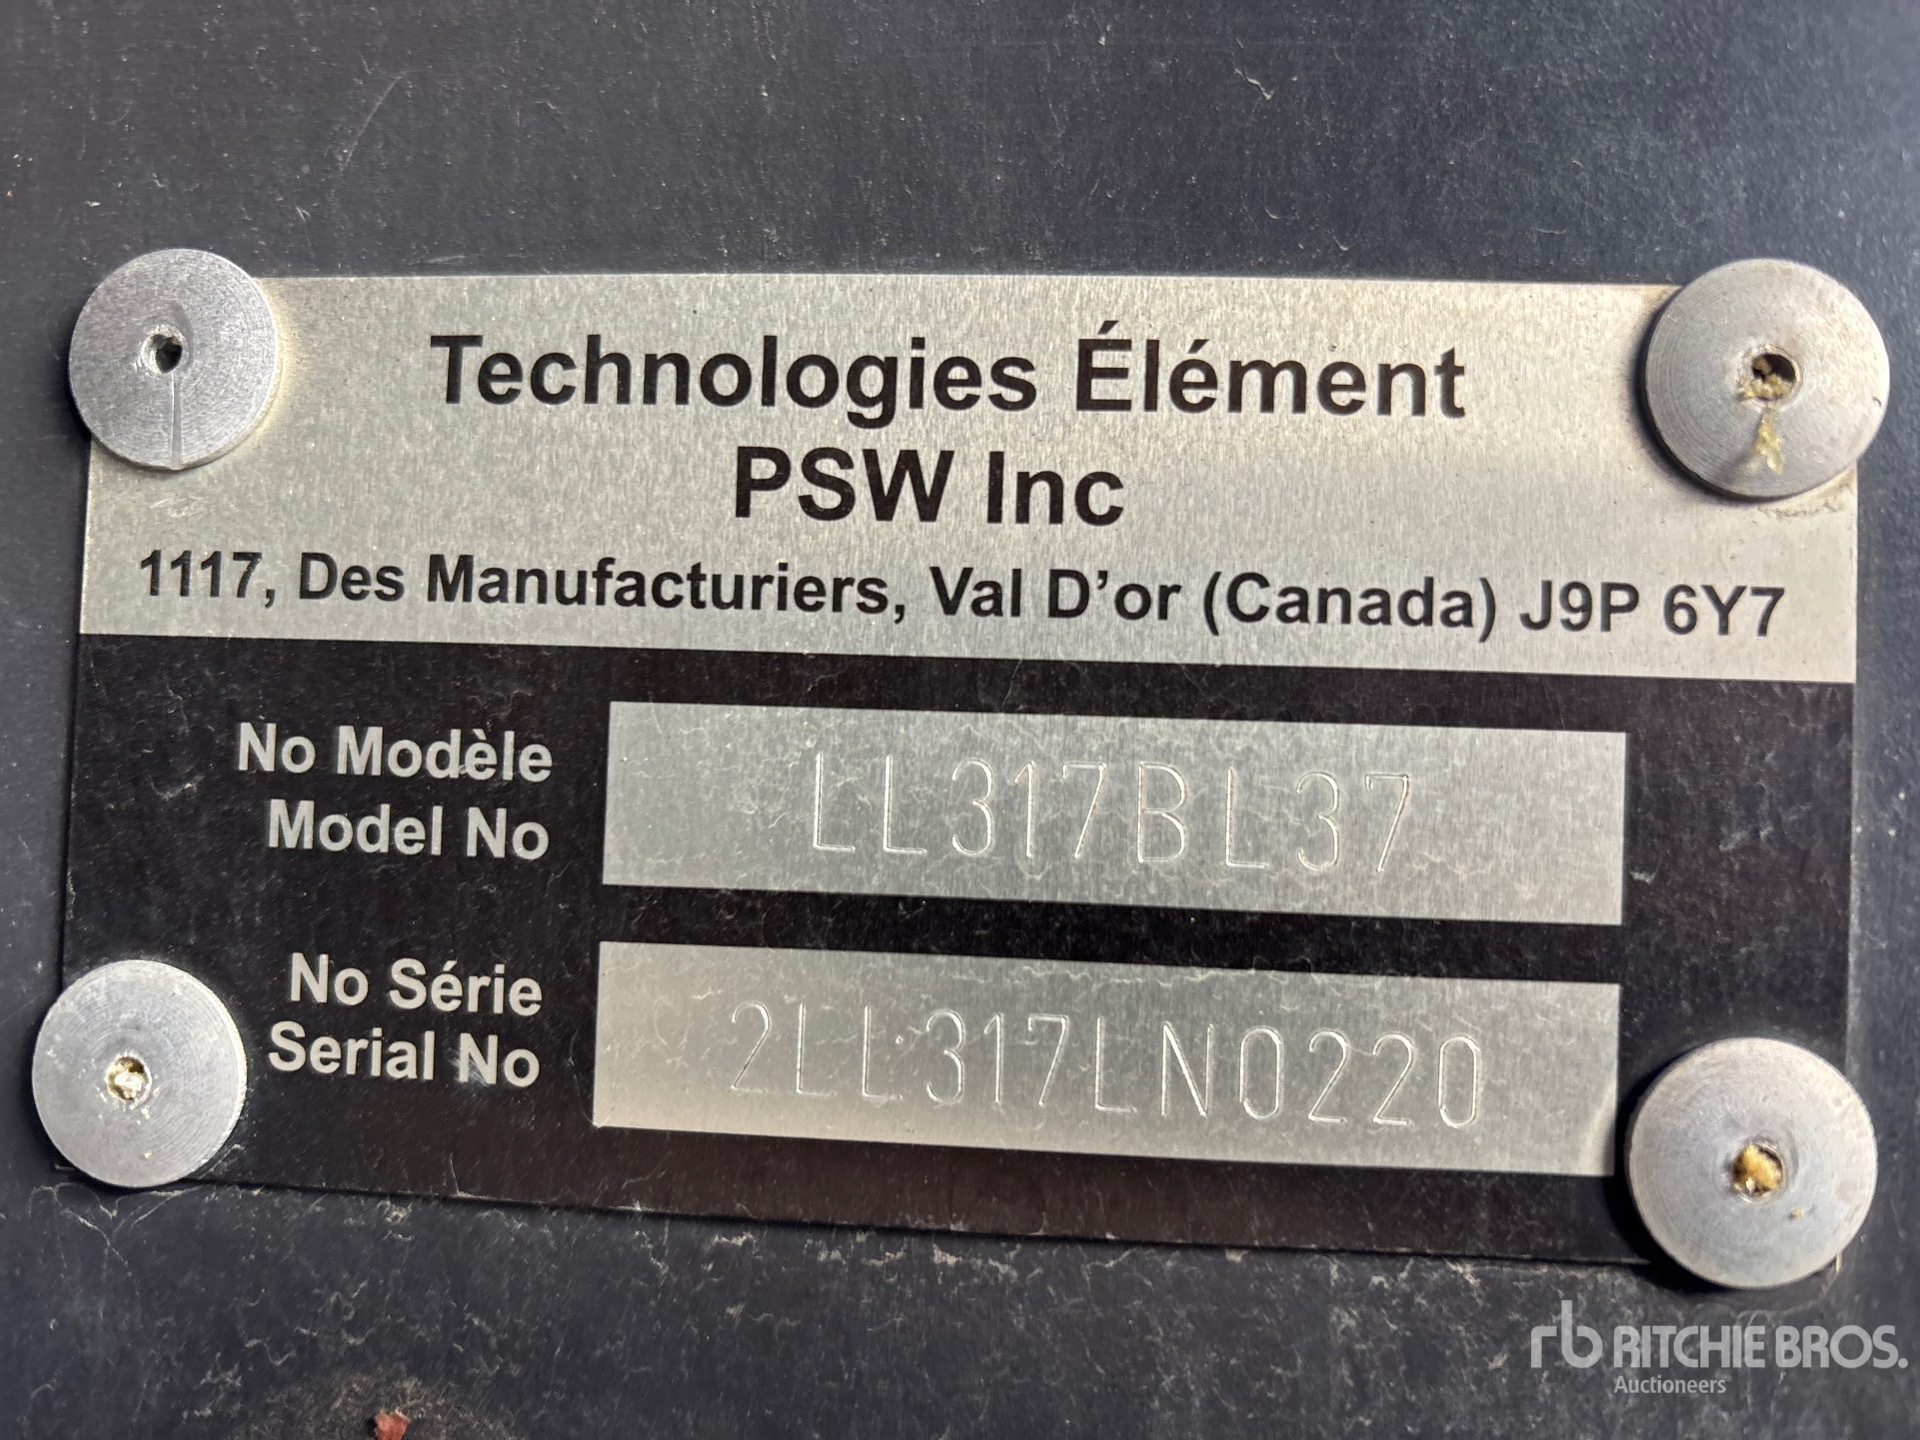 Technologies Élément
PSW Inc
1117, Des Manufacturiers, Val D'or (Canada) J9P 6Y7
No Modèle
Model No
LL317BL37
No Série
Serial No
2LL317LN0220
rb RITCHIE BROS.
Auctioneers